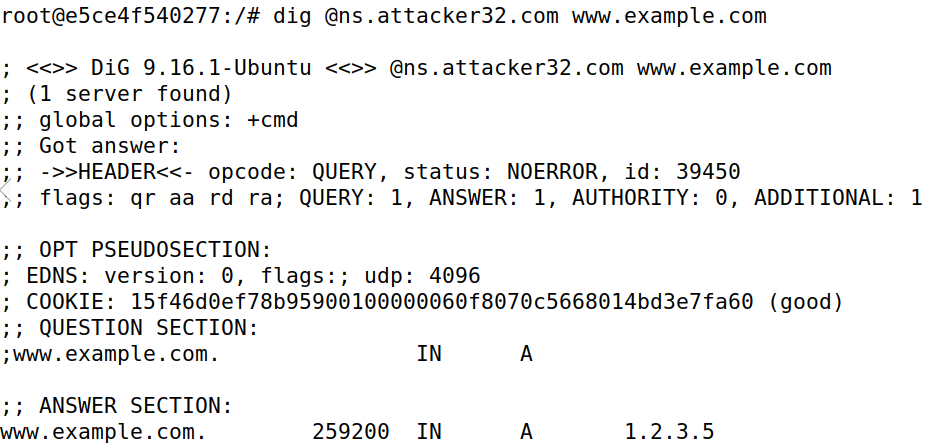 root@e5ce4f540277:/# dig @ns.attacker32.com www.example.com
; <<>> DiG 9.16.1-Ubuntu <<>> @ns.attacker32.com www.example.com
; (1 server found)
;; global options: +cmd
;; Got answer:
;; ->>HEADER<<- opcode: QUERY, status: NOERROR, id: 39450
;; flags: qr aa rd ra; QUERY: 1, ANSWER: 1, AUTHORITY: 0, ADDITIONAL: 1
;; OPT PSEUDOSECTION:
; EDNS: version: 0, flags:; udp: 4096
; COOKIE: 15f46d0ef78b95900100000060f8070c5668014bd3e7fa60 (good)
;; QUESTION SECTION:
;www.example.com. IN A
;; ANSWER SECTION:
www.example.com. 259200 IN A 1.2.3.5